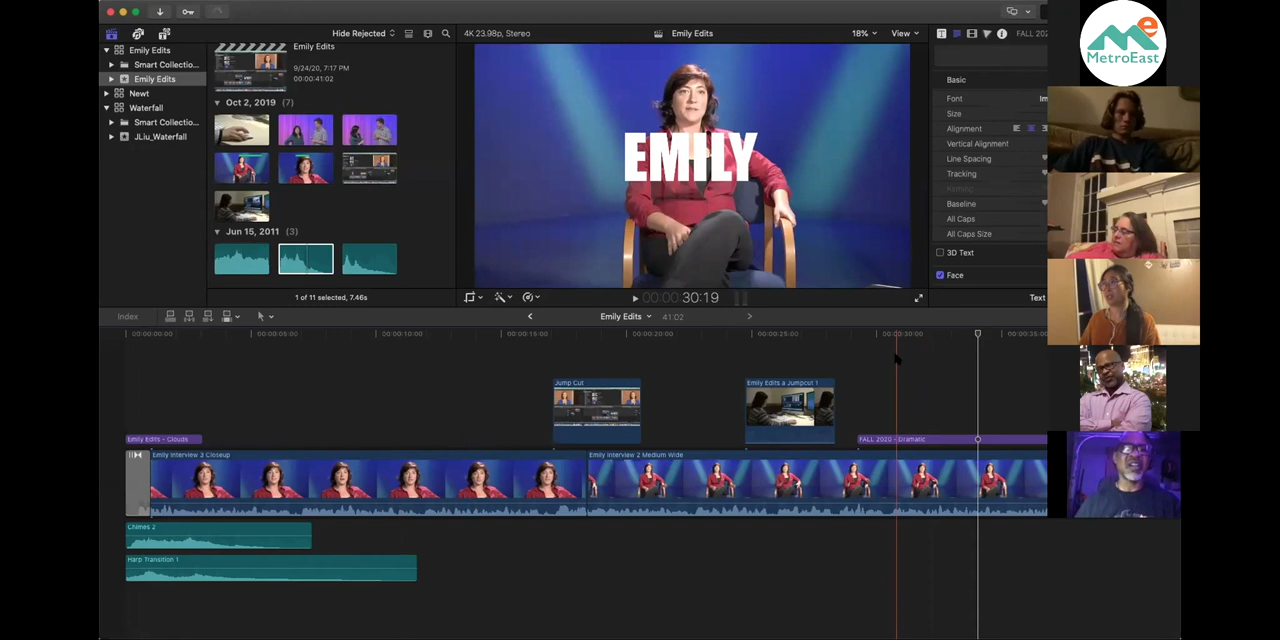 Hide Rejected
4K 23.98p, Stereo
Emily Edits
18%
View
FALL 20
e
MetroEast
Emily Edits
Smart Collectio...
Emily Edits
Newt
Waterfall
Smart Collectio...
JLiu_Waterfall
Emily Edits
9/24/20, 7:17 PM
00:00:41:02
Oct 2, 2019 (7)
Jun 15, 2011 (3)
1 of 11 selected, 7.46s
EMILY
00:00:30:19
Basic
Font
Im
Size
Alignment
Vertical Alignment
Line Spacing
Tracking
Kerning
Baseline
All Caps
All Caps Size
3D Text
Face
Text
Index
Emily Edits
41:02
00:00:00:00
00:00:05:00
00:00:10:00
00:00:15:00
00:00:20:00
00:00:25:00
00:00:30:00
00:00:35:00
Jump Cut
Emily Edits a Jumpcut 1
Emily Edits - Clouds
FALL 2020 - Dramatic
Emily Interview 3 Closeup
Emily Interview 2 Medium Wide
Chimes 2
Harp Transition 1